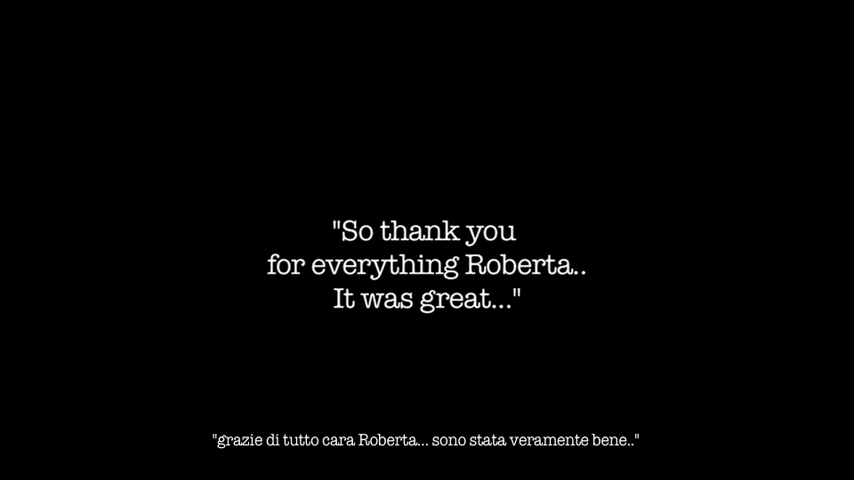 "So thank you
for everything Roberta..
It was great..."
"grazie di tutto cara Roberta... sono stata veramente bene.."